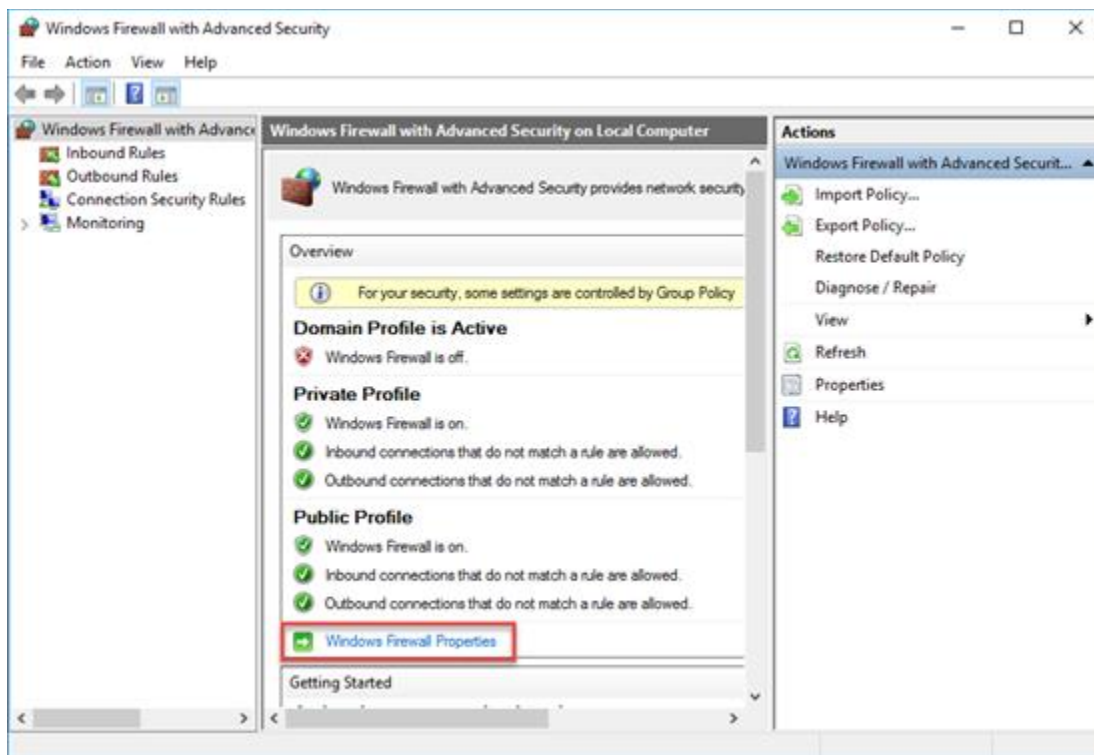 Windows Firewall with Advanced Security
File Action View Help
Windows Firewall with Advance
Inbound Rules
Outbound Rules
Connection Security Rules
Monitoring
Windows Firewall with Advanced Security on Local Computer
Windows Firewall with Advanced Security provides network security
Overview
For your security, some settings are controlled by Group Policy
Domain Profile is Active
Windows Firewall is off.
Private Profile
Windows Firewall is on.
Inbound connections that do not match a rule are allowed.
Outbound connections that do not match a rule are allowed.
Public Profile
Windows Firewall is on.
Inbound connections that do not match a rule are allowed.
Outbound connections that do not match a rule are allowed.
Windows Firewall Properties
Getting Started
Actions
Windows Firewall with Advanced Securit...
Import Policy...
Export Policy...
Restore Default Policy
Diagnose / Repair
View
Refresh
Properties
Help